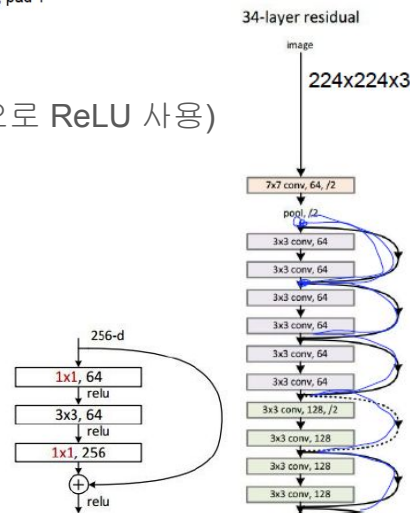 34-layer residual
image
224x224x3
으로 ReLU 사용)
7x7 conv, 64, /2
pool, /2
3x3 conv, 64
3x3 conv, 64
3x3 conv, 64
3x3 conv, 64
3x3 conv, 64
3x3 conv, 64
3x3 conv, 128, /2
3x3 conv, 128
3x3 conv, 128
3x3 conv, 128
256-d
1x1, 64
relu
3x3, 64
relu
1x1, 256
relu